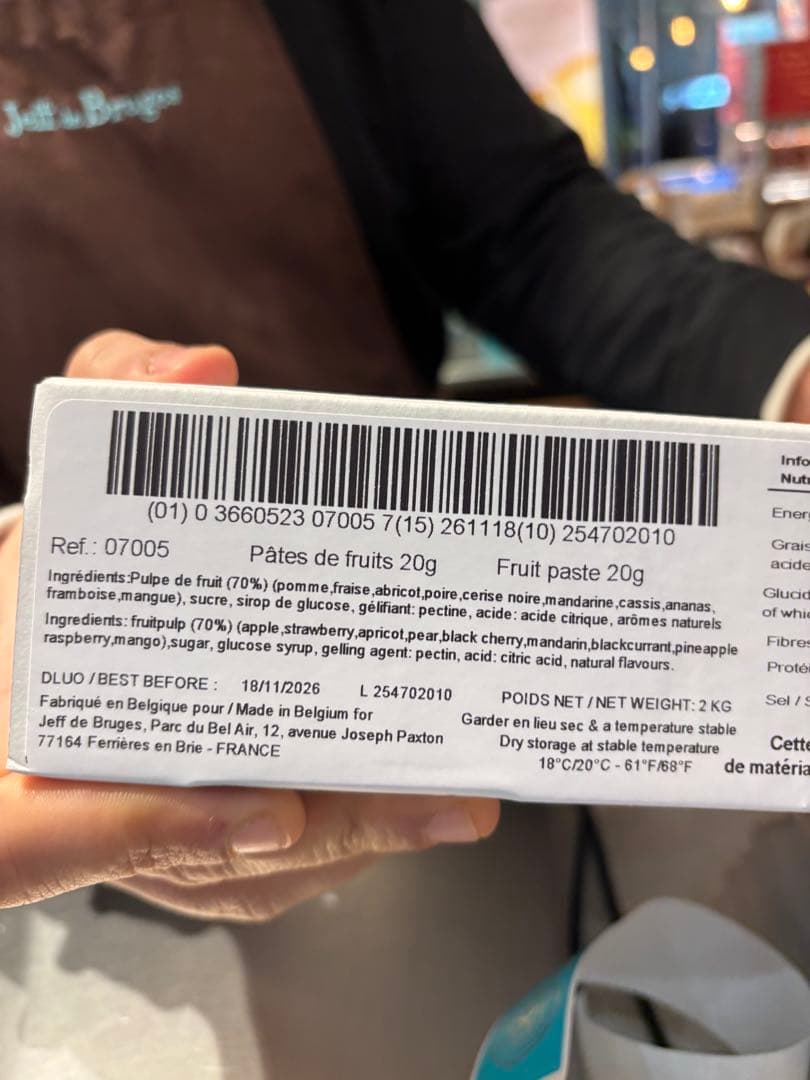 Jeff de Bruges
(01) 0 3660523 07005 7(15) 261118(10) 254702010
Ref.: 07005 Pâtes de fruits 20g Fruit paste 20g
Ingrédients:Pulpe de fruit (70%) (pomme,fraise,abricot,poire,cerise noire,mandarine,cassis,ananas,
framboise,mangue), sucre, sirop de glucose, gélifiant: pectine, acide: acide citrique, arômes naturels
Ingredients: fruitpulp (70%) (apple,strawberry,apricot,pear,black cherry,mandarin,blackcurrant,pineapple
raspberry,mango),sugar, glucose syrup, gelling agent: pectin, acid: citric acid, natural flavours.
DLUO / BEST BEFORE : 18/11/2026 L 254702010
Fabriqué en Belgique pour / Made in Belgium for
Jeff de Bruges, Parc du Bel Air, 12, avenue Joseph Paxton
77164 Ferrières en Brie - FRANCE
POIDS NET / NET WEIGHT: 2 KG
Garder en lieu sec & a temperature stable
Dry storage at stable temperature
18°C/20°C - 61°F/68°F
Info
Nut
Ener
Grais
acide
Glucid
of whi
Fibres
Proté
Sel / S
Cette
de matéria